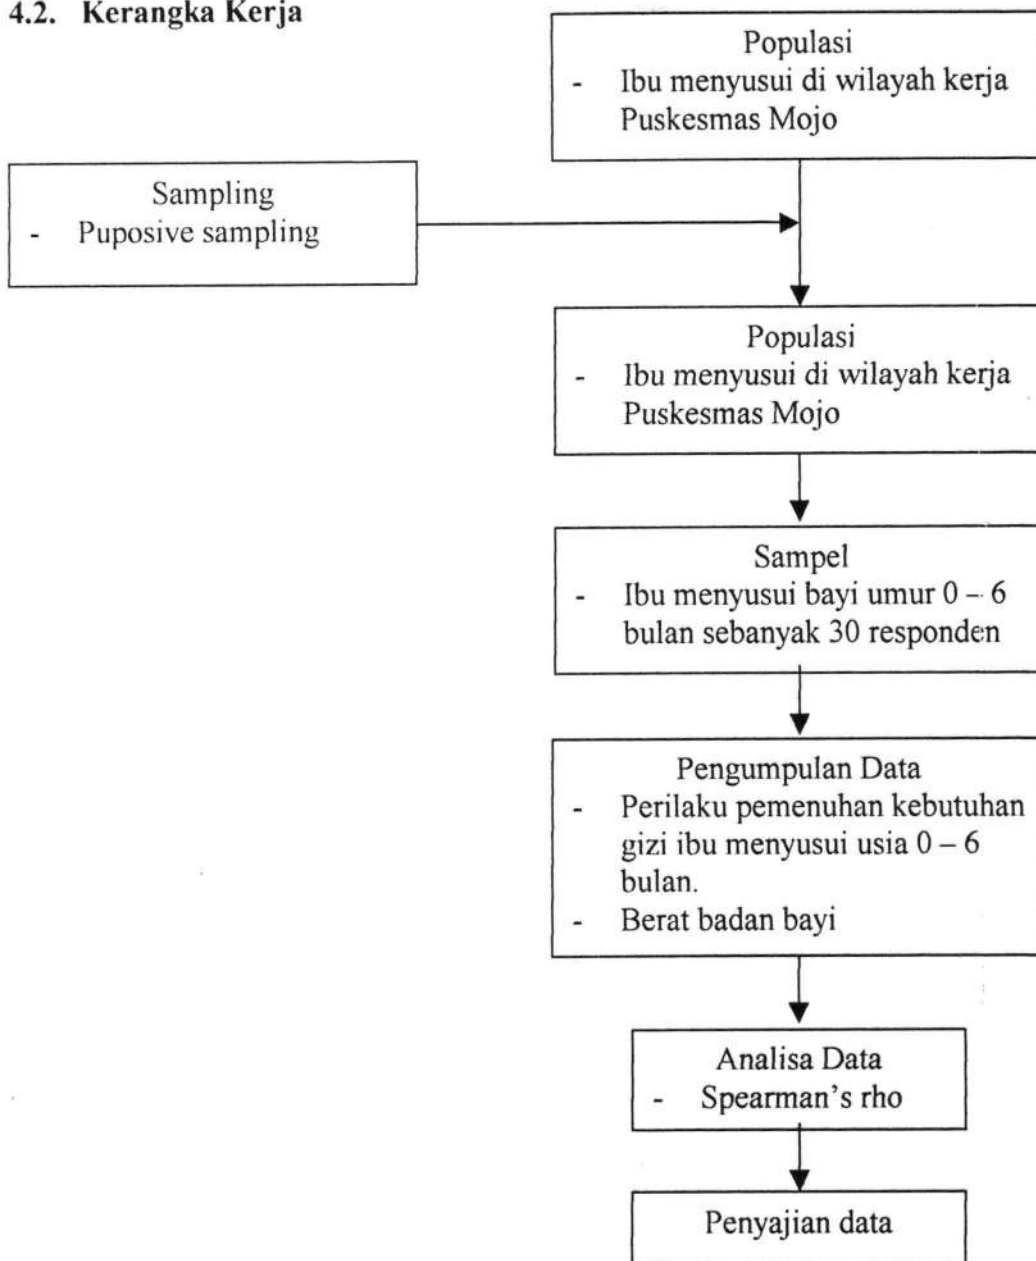 4.2. Kerangka Kerja
Populasi
- Ibu menyusui di wilayah kerja
Puskesmas Mojo
Sampling
- Puposive sampling
Populasi
- Ibu menyusui di wilayah kerja
Puskesmas Mojo
Sampel
- Ibu menyusui bayi umur 0 – 6
bulan sebanyak 30 responden
Pengumpulan Data
- Perilaku pemenuhan kebutuhan
gizi ibu menyusui usia 0 – 6
bulan.
- Berat badan bayi
Analisa Data
- Spearman's rho
Penyajian data